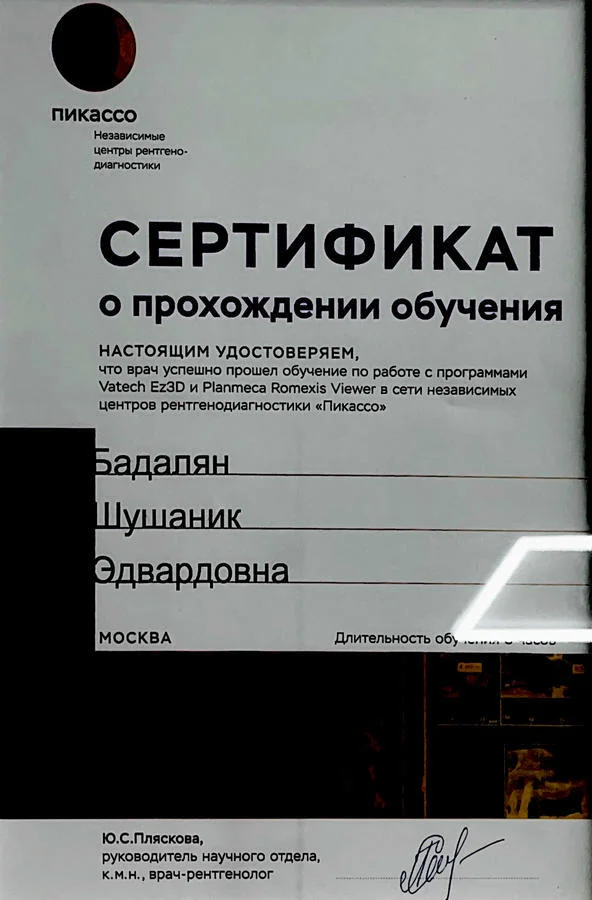 пикассо
Независимые
центры рентгено-
диагностики
СЕРТИФИКАТ
о прохождении обучения
НАСТОЯЩИМ УДОСТОВЕРЯЕМ,
что врач успешно прошел обучение по работе с программами
Vatech Ez3D и Planmeca Romexis Viewer в сети независимых
центров рентгенодиагностики «Пикассо»
Бадалян
Шушаник
Эдвардовна
МОСКВА
Длительность обучения часов
Ю.С.Пляскова,
руководитель научного отдела,
к.м.н., врач-рентгенолог